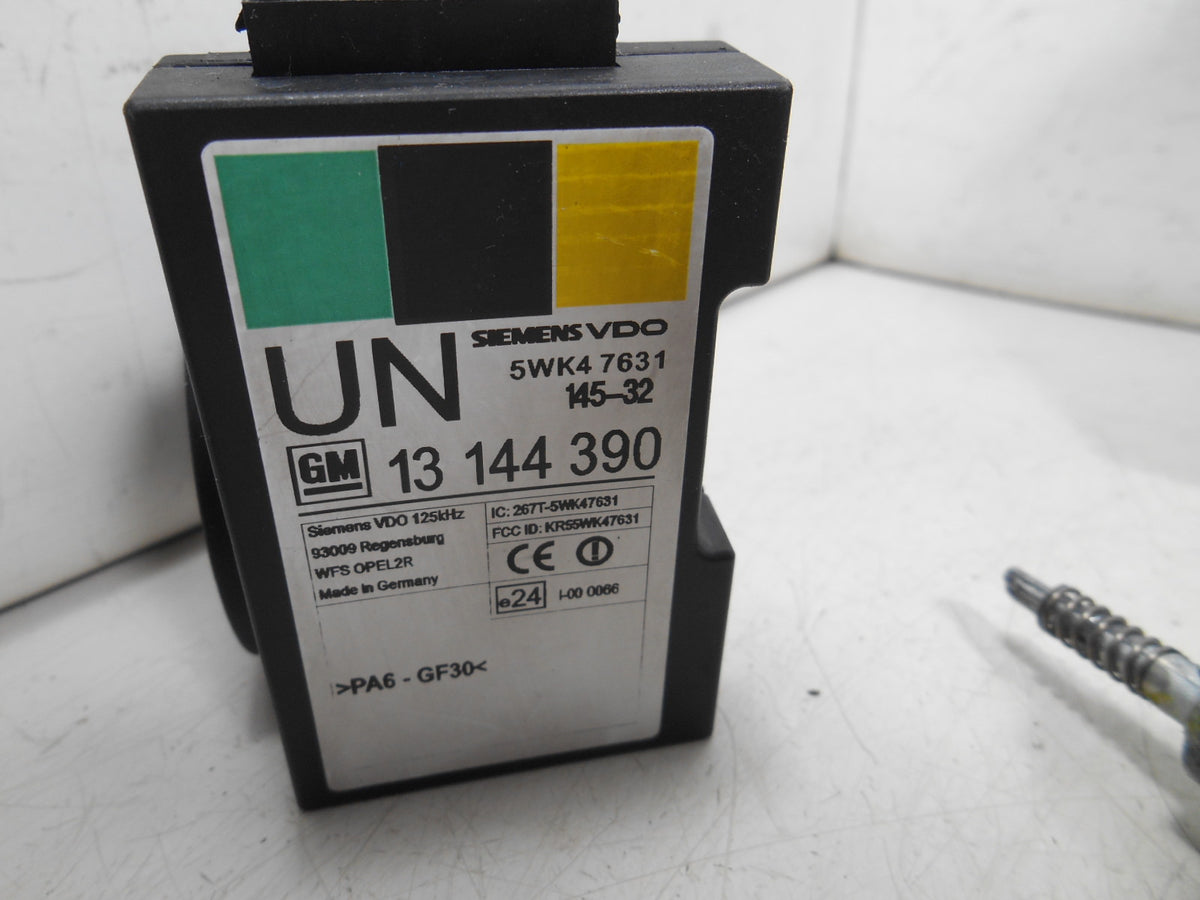 UN
SIEMENS VDO
5WK4 7631
145-32
GM 13 144 390
Siemens VDO 125kHz
93009 Regensburg
WFS OPEL2R
Made in Germany
IC: 267T-5WK47631
FCC ID: KR55WK47631
CE
e24 I-00 0066
>PA6 - GF30<